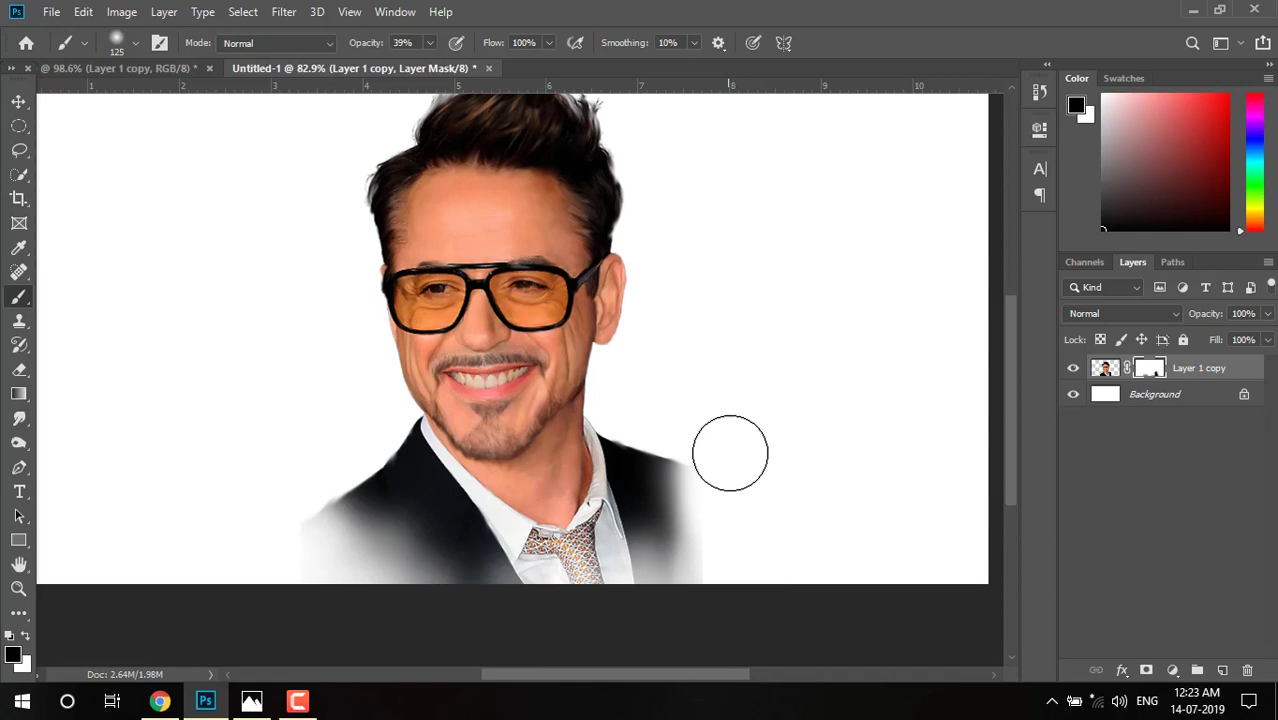 Ps File Edit Image Layer Type Select Filter 3D View Window Help
125 Mode: Normal Opacity: 39% Flow: 100% Smoothing: 10%
@ 98.6% (Layer 1 copy, RGB/8) * × Untitled-1 @ 82.9% (Layer 1 copy, Layer Mask/8) * ×
1 2 3 4 5 6 7 8 9 10
Color Swatches
A|
Channels Layers Paths
Kind
Normal Opacity: 100%
Lock: Fill: 100%
Layer 1 copy
Background
Doc: 2.64M/1.98M
fx
Ps ENG 12:23 AM
14-07-2019